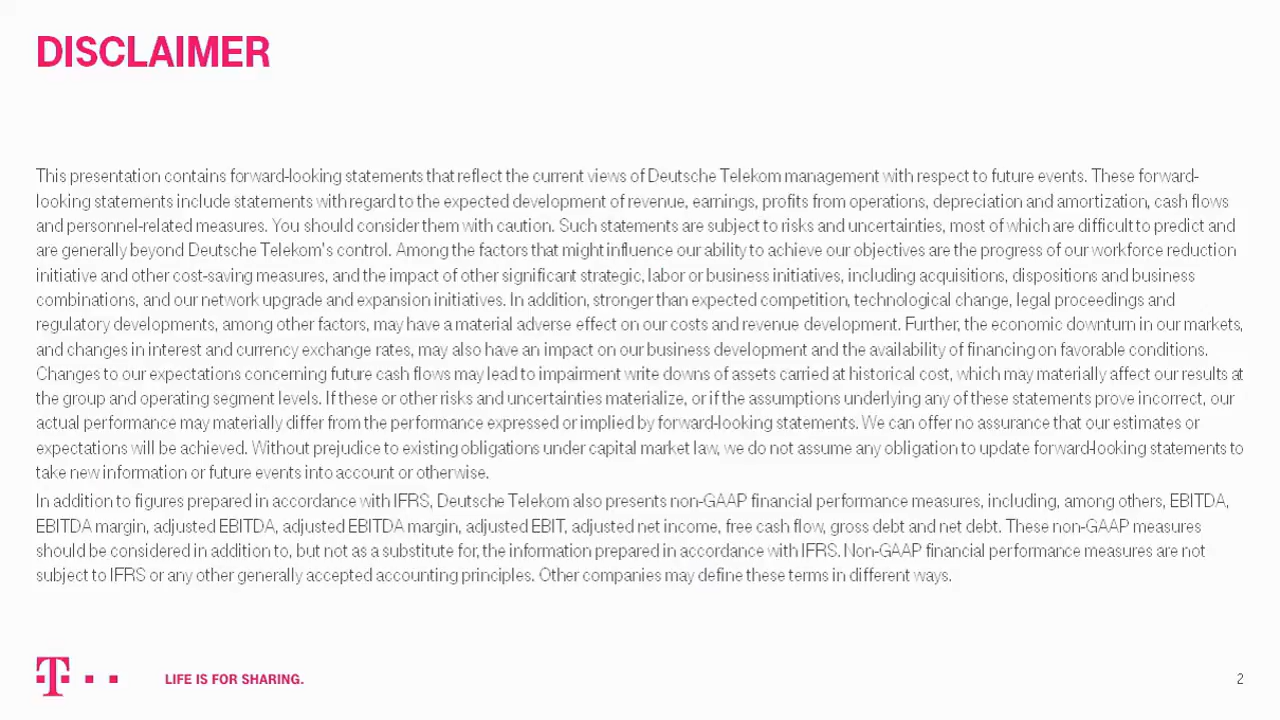 DISCLAIMER
This presentation contains forward-looking statements that reflect the current views of Deutsche Telekom management with respect to future events. These forward-
looking statements include statements with regard to the expected development of revenue, earnings, profits from operations, depreciation and amortization, cash flows
and personnel-related measures. You should consider them with caution. Such statements are subject to risks and uncertainties, most of which are difficult to predict and
are generally beyond Deutsche Telekom's control. Among the factors that might influence our ability to achieve our objectives are the progress of our workforce reduction
initiative and other cost-saving measures, and the impact of other significant strategic, labor or business initiatives, including acquisitions, dispositions and business
combinations, and our network upgrade and expansion initiatives. In addition, stronger than expected competition, technological change, legal proceedings and
regulatory developments, among other factors, may have a material adverse effect on our costs and revenue development. Further, the economic downturn in our markets,
and changes in interest and currency exchange rates, may also have an impact on our business development and the availability of financing on favorable conditions.
Changes to our expectations concerning future cash flows may lead to impairment write downs of assets carried at historical cost, which may materially affect our results at
the group and operating segment levels. If these or other risks and uncertainties materialize, or if the assumptions underlying any of these statements prove incorrect, our
actual performance may materially differ from the performance expressed or implied by forward-looking statements. We can offer no assurance that our estimates or
expectations will be achieved. Without prejudice to existing obligations under capital market law, we do not assume any obligation to update forward-looking statements to
take new information or future events into account or otherwise.
In addition to figures prepared in accordance with IFRS, Deutsche Telekom also presents non-GAAP financial performance measures, including, among others, EBITDA,
EBITDA margin, adjusted EBITDA, adjusted EBITDA margin, adjusted EBIT, adjusted net income, free cash flow, gross debt and net debt. These non-GAAP measures
should be considered in addition to, but not as a substitute for, the information prepared in accordance with IFRS. Non-GAAP financial performance measures are not
subject to IFRS or any other generally accepted accounting principles. Other companies may define these terms in different ways.
T
LIFE IS FOR SHARING.
2